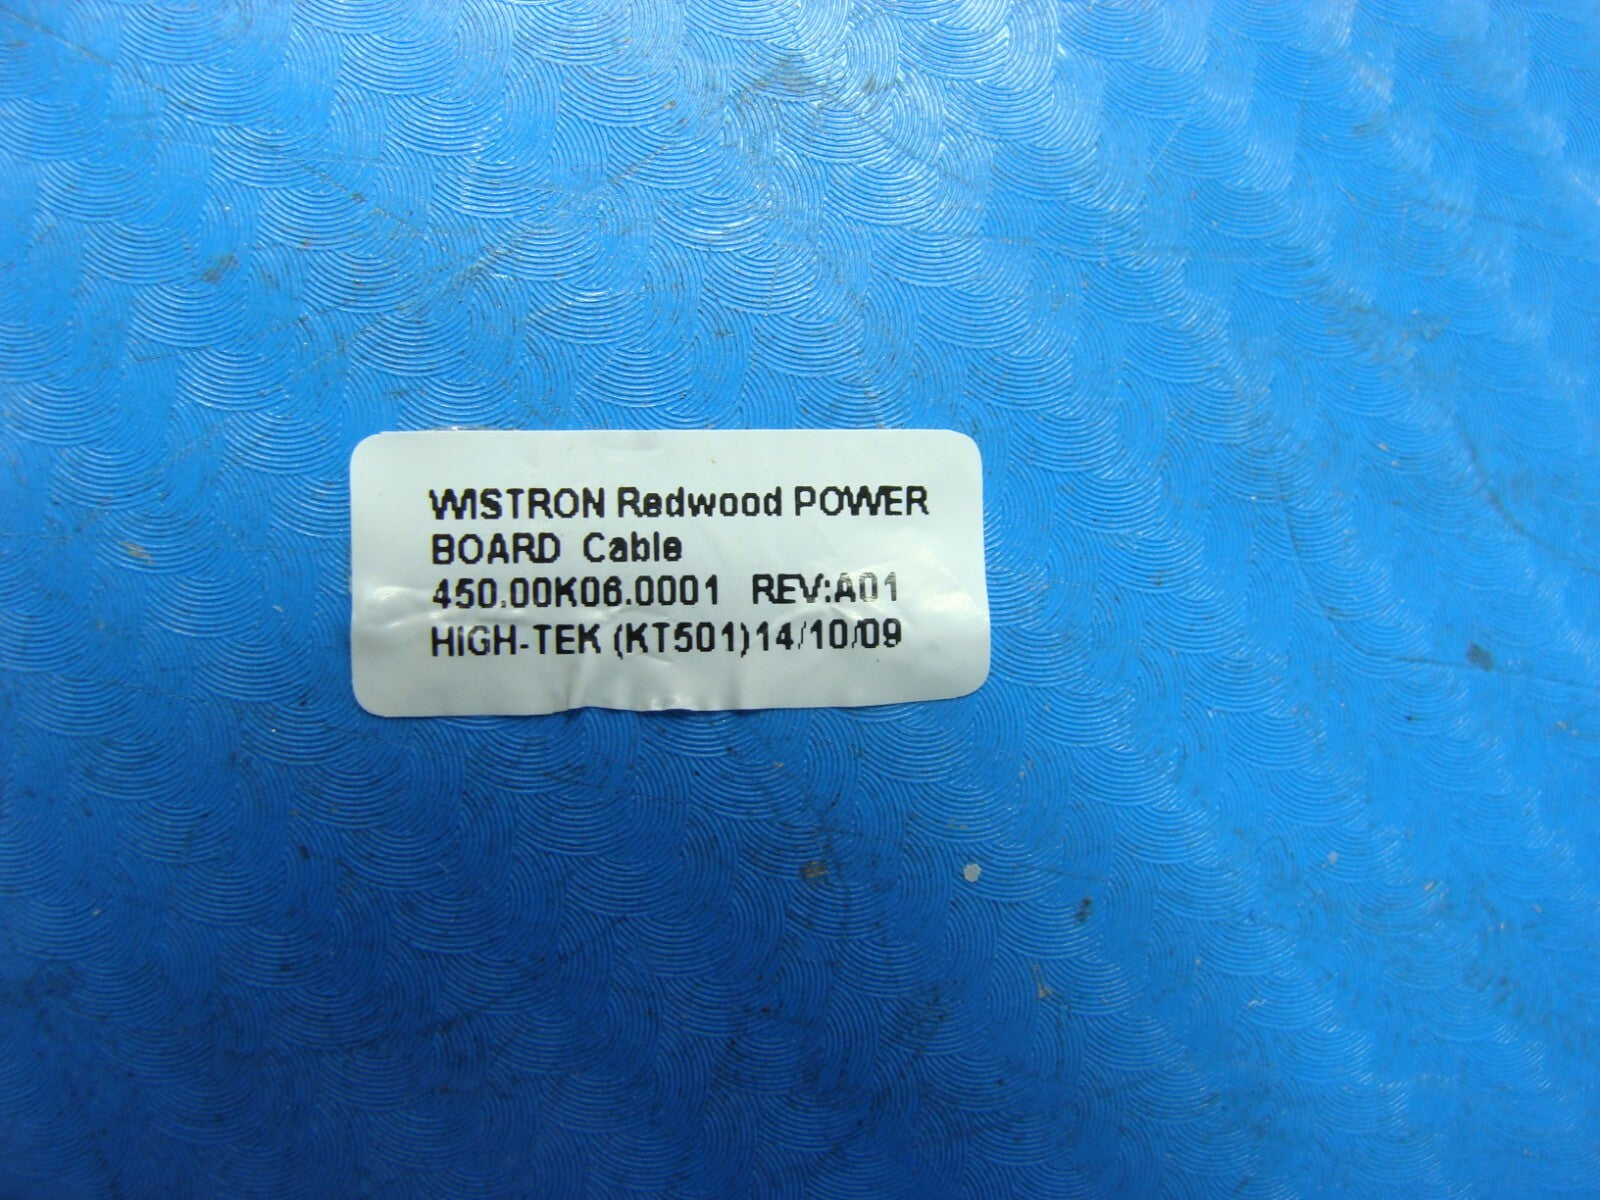 WISTRON Redwood POWER
BOARD Cable
450.00K06.0001 REV:A01
HIGH-TEK (KT501)14/10/09